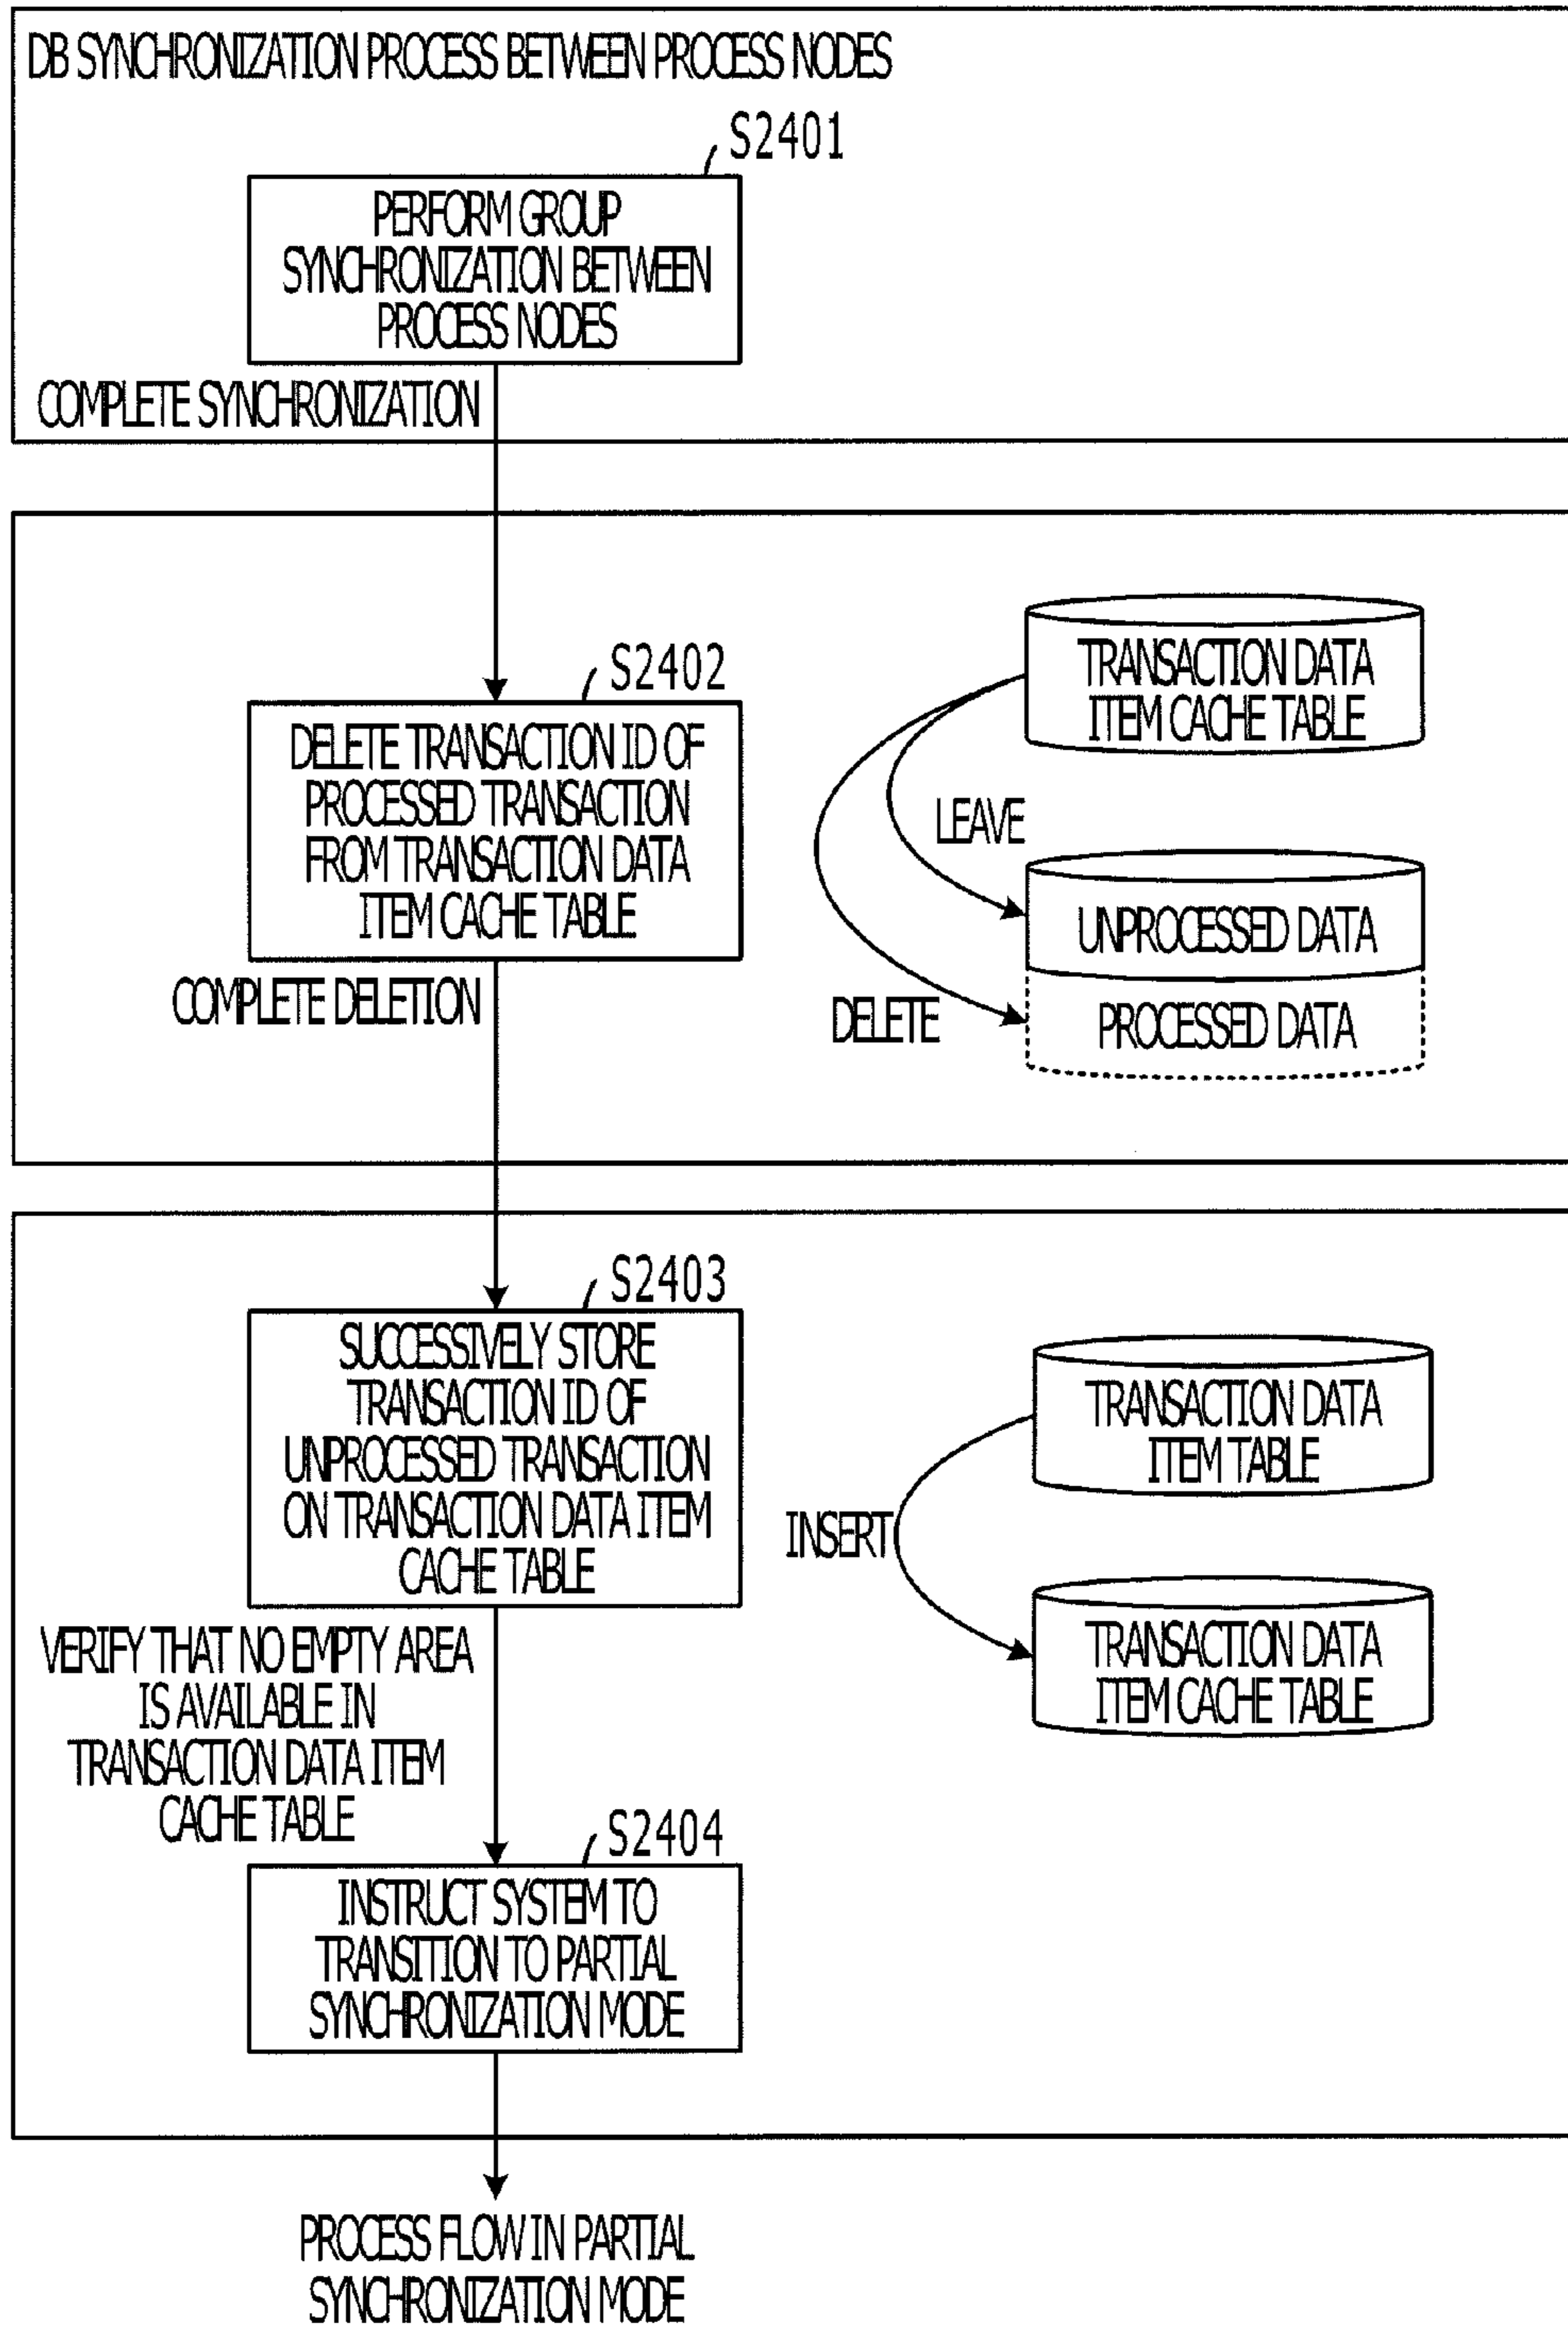 DB SYNCHRONIZATION PROCESS BETWEEN PROCESS NODES
S2401
PERFORM GROUP
SYNCHRONIZATION BETWEEN
PROCESS NODES
COMPLETE SYNCHRONIZATION
S2402
DELETE TRANSACTION ID OF
PROCESSED TRANSACTION
FROM TRANSACTION DATA
ITEM CACHE TABLE
COMPLETE DELETION
TRANSACTION DATA
ITEM CACHE TABLE
LEAVE
UNPROCESSED DATA
DELETE
PROCESSED DATA
S2403
SUCCESSIVELY STORE
TRANSACTION ID OF
UNPROCESSED TRANSACTION
ON TRANSACTION DATA ITEM
CACHE TABLE
TRANSACTION DATA
ITEM TABLE
INSERT
TRANSACTION DATA
ITEM CACHE TABLE
VERIFY THAT NO EMPTY AREA
IS AVAILABLE IN
TRANSACTION DATA ITEM
CACHE TABLE
S2404
INSTRUCT SYSTEM TO
TRANSITION TO PARTIAL
SYNCHRONIZATION MODE
PROCESS FLOW IN PARTIAL
SYNCHRONIZATION MODE